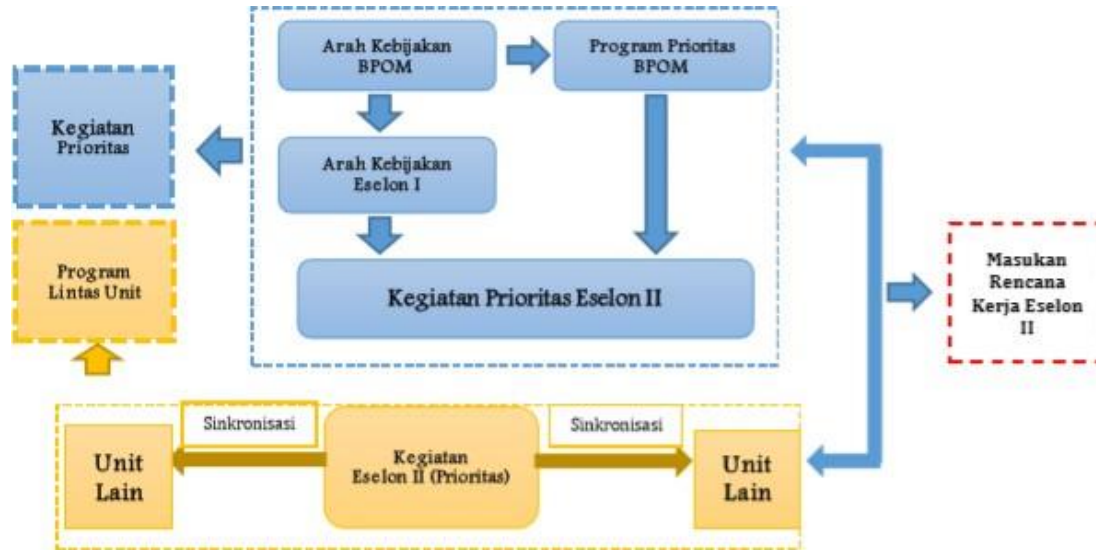 Arah Kebijakan
BPOM
Program Prioritas
BPOM
Kegiatan
Prioritas
Arah Kebijakan
Eselon I
Program
Lintas Unit
Kegiatan Prioritas Eselon II
Masukan
Rencana
Kerja Eselon
II
Sinkronisasi
Sinkronisasi
Unit
Lain
Kegiatan
Eselon II (Prioritas)
Unit
Lain